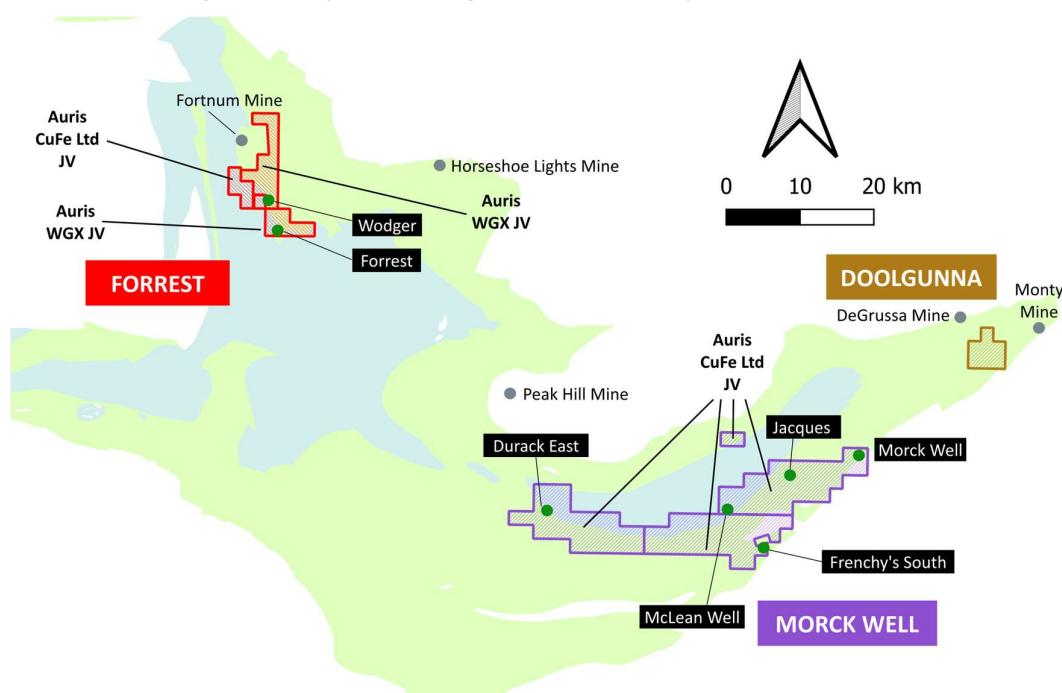 Fortnum Mine
Auris
CuFe Ltd
JV
Horseshoe Lights Mine
Auris
WGX JV
Auris
WGX JV
Wodger
Forrest
FORREST
0 10 20 km
DOOLGUNNA
Monty
Mine
DeGrussa Mine
Auris
CuFe Ltd
JV
Peak Hill Mine
Jacques
Durack East
Morck Well
Frenchy's South
McLean Well
MORCK WELL